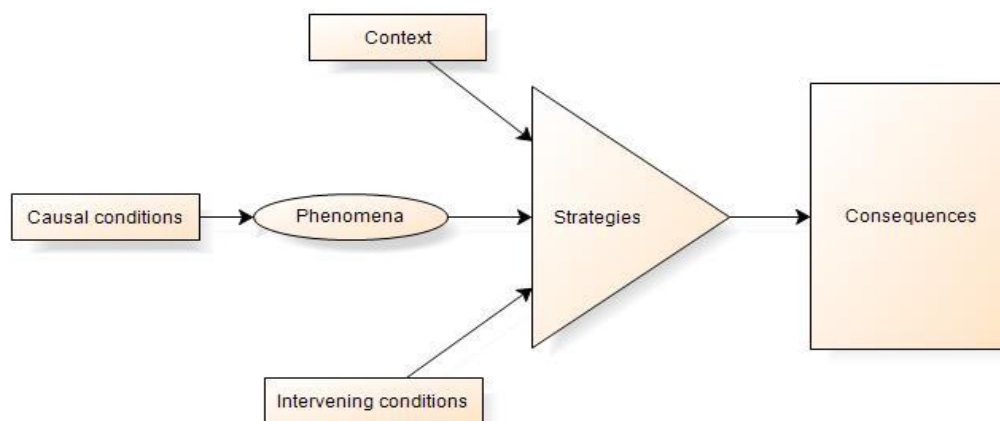 Context
Causal conditions
Phenomena
Strategies
Consequences
Intervening conditions